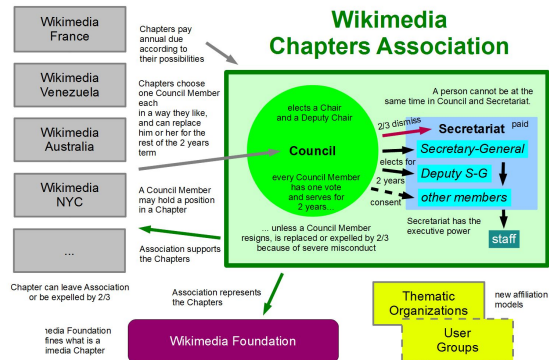 Wikimedia
Chapters Association
Wikimedia
France
Wikimedia
Venezuela
Wikimedia
Australia
Wikimedia
NYC
...
Chapter can leave Association
or be expelled by 2/3
Chapters pay
annual due
according to
their possibilities
Chapters choose
one Council Member
each
in a way they like,
and can replace
him or her for the
rest of the 2 years
term
A Council Member
may hold a position
in a Chapter
Association supports
the Chapters
elects a Chair
and a Deputy Chair
Council
every Council Member
has one vote
and serves for
2 years...
... unless a Council Member
resigns, is replaced or expelled by 2/3
because of severe misconduct
A person cannot be at the
same time in Council and Secretariat.
2/3 dismiss
Secretariat
paid
Secretary-General
elects for
2 years
Deputy S-G
consent
other members
Secretariat has the
executive power
staff
Association represents
the Chapters
Wikimedia Foundation
media Foundation
fines what is a
media Chapter
Thematic
Organizations
User
Groups
new affiliation
models